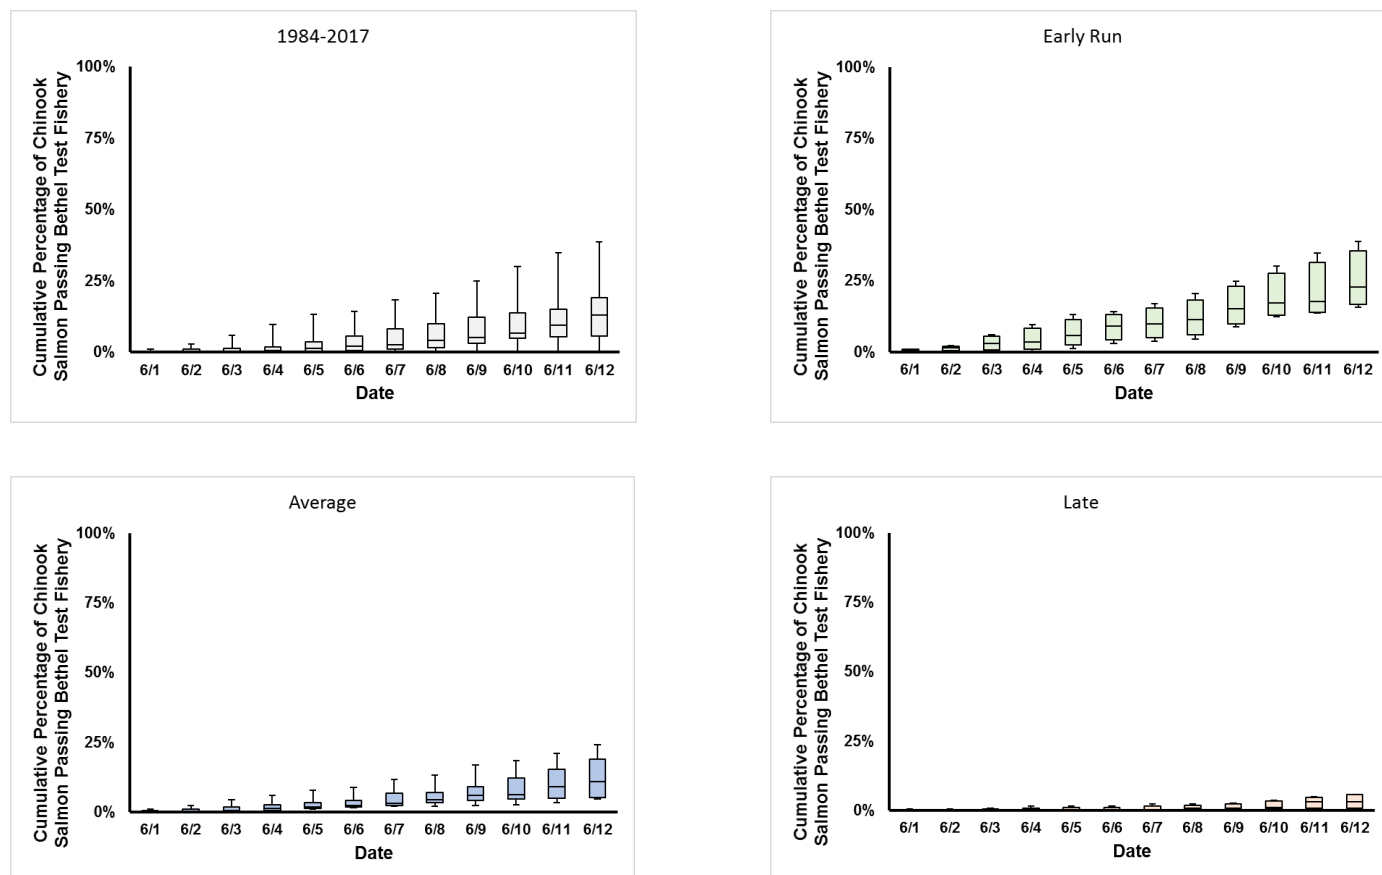 1984-2017
Cumulative Percentage of Chinook
Salmon Passing Bethel Test Fishery
100%
75%
50%
25%
0%
6/1 6/2 6/3 6/4 6/5 6/6 6/7 6/8 6/9 6/10 6/11 6/12
Date
Early Run
Cumulative Percentage of Chinook
Salmon Passing Bethel Test Fishery
100%
75%
50%
25%
0%
6/1 6/2 6/3 6/4 6/5 6/6 6/7 6/8 6/9 6/10 6/11 6/12
Date
Average
Cumulative Percentage of Chinook
Salmon Passing Bethel Test Fishery
100%
75%
50%
25%
0%
6/1 6/2 6/3 6/4 6/5 6/6 6/7 6/8 6/9 6/10 6/11 6/12
Date
Late
Cumulative Percentage of Chinook
Salmon Passing Bethel Test Fishery
100%
75%
50%
25%
0%
6/1 6/2 6/3 6/4 6/5 6/6 6/7 6/8 6/9 6/10 6/11 6/12
Date